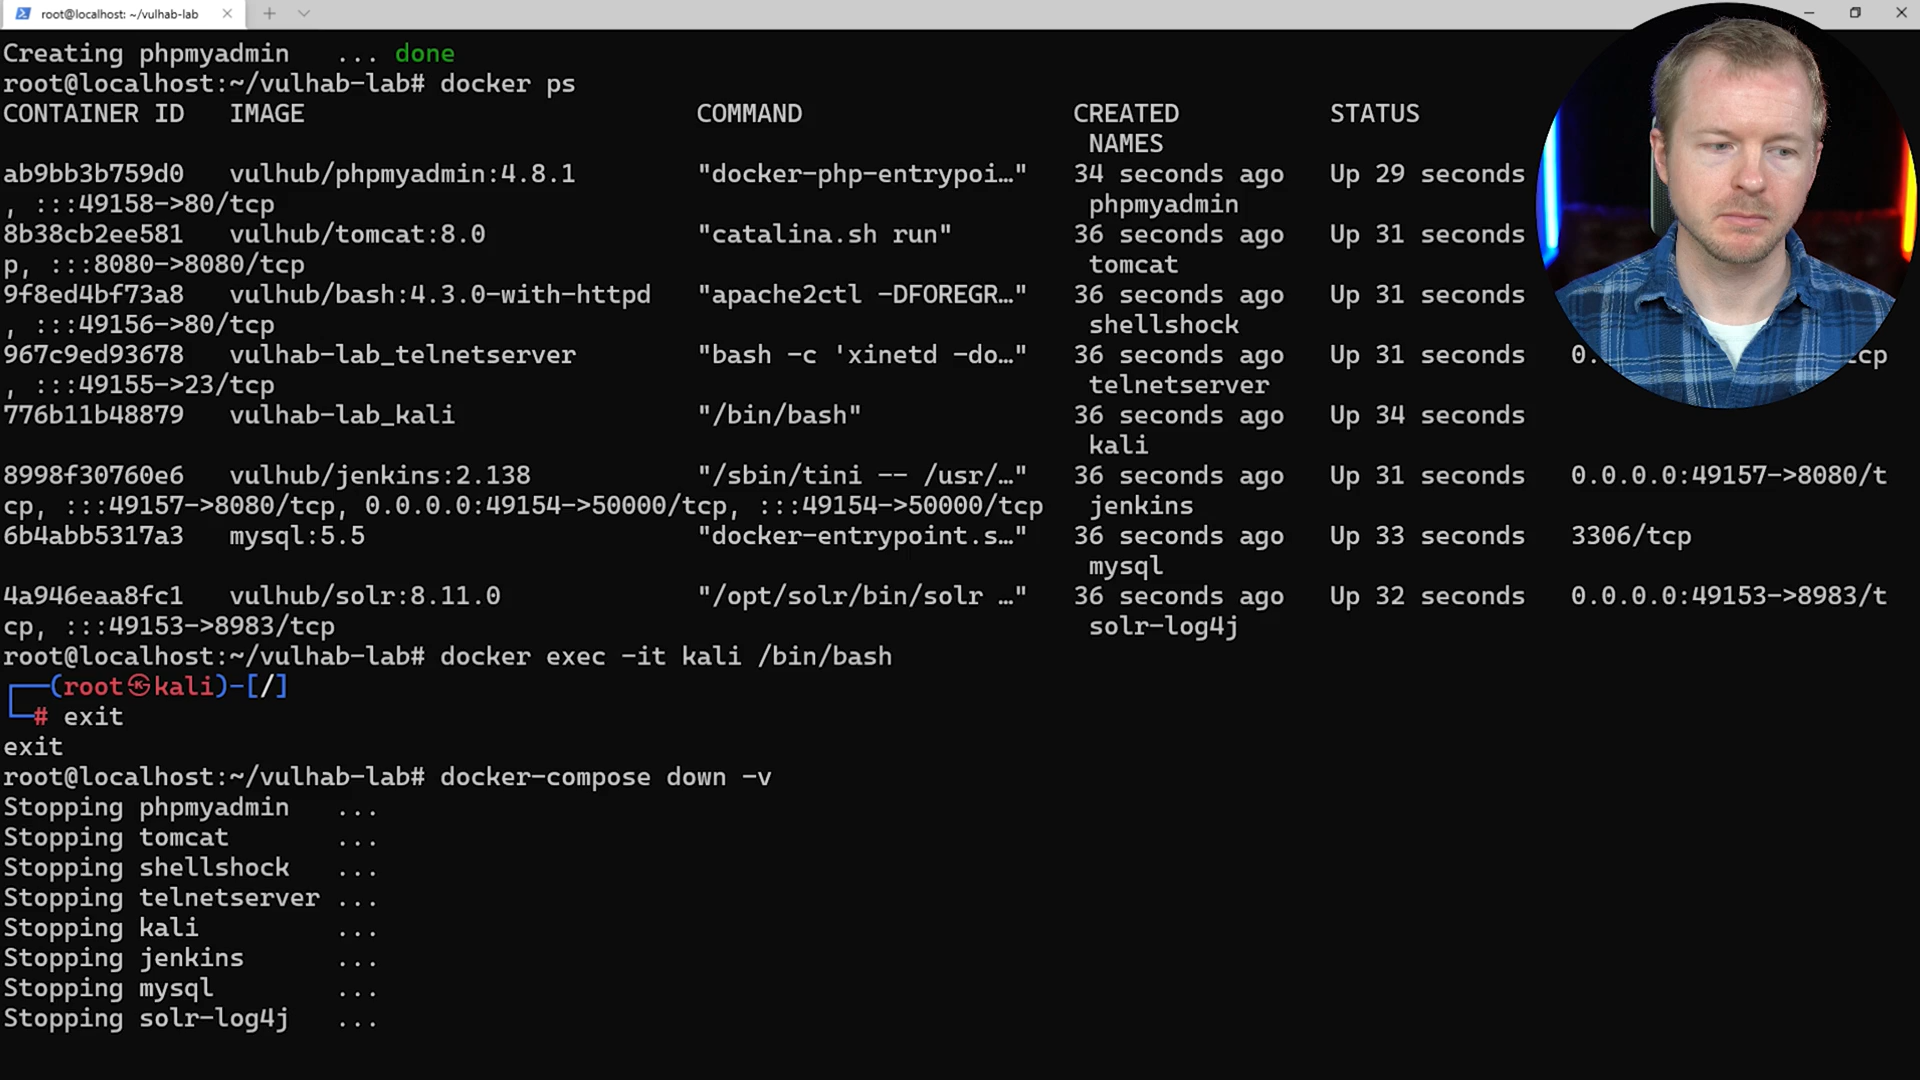 root@localhost: ~/vulhab-lab
Creating phpmyadmin ... done
root@localhost:~/vulhab-lab# docker ps
CONTAINER ID IMAGE COMMAND CREATED STATUS
NAMES
ab9bb3b759d0 vulhub/phpmyadmin:4.8.1 "docker-php-entrypoi…" 34 seconds ago Up 29 seconds
, :::49158->80/tcp phpmyadmin
8b38cb2ee581 vulhub/tomcat:8.0 "catalina.sh run" 36 seconds ago Up 31 seconds
p, :::8080->8080/tcp tomcat
9f8ed4bf73a8 vulhub/bash:4.3.0-with-httpd "apache2ctl -DFOREGR…" 36 seconds ago Up 31 seconds
, :::49156->80/tcp shellshock
967c9ed93678 vulhab-lab_telnetserver "bash -c 'xinetd -do…" 36 seconds ago Up 31 seconds 0. cp
, :::49155->23/tcp telnetserver
776b11b48879 vulhab-lab_kali "/bin/bash" 36 seconds ago Up 34 seconds
kali
8998f30760e6 vulhub/jenkins:2.138 "/sbin/tini -- /usr/…" 36 seconds ago Up 31 seconds 0.0.0.0:49157->8080/t
cp, :::49157->8080/tcp, 0.0.0.0:49154->50000/tcp, :::49154->50000/tcp jenkins
6b4abb5317a3 mysql:5.5 "docker-entrypoint.s…" 36 seconds ago Up 33 seconds 3306/tcp
mysql
4a946eaa8fc1 vulhub/solr:8.11.0 "/opt/solr/bin/solr …" 36 seconds ago Up 32 seconds 0.0.0.0:49153->8983/t
cp, :::49153->8983/tcp solr-log4j
root@localhost:~/vulhab-lab# docker exec -it kali /bin/bash
┌──(root㉿kali)-[/]
└─# exit
exit
root@localhost:~/vulhab-lab# docker-compose down -v
Stopping phpmyadmin ...
Stopping tomcat ...
Stopping shellshock ...
Stopping telnetserver ...
Stopping kali ...
Stopping jenkins ...
Stopping mysql ...
Stopping solr-log4j ...